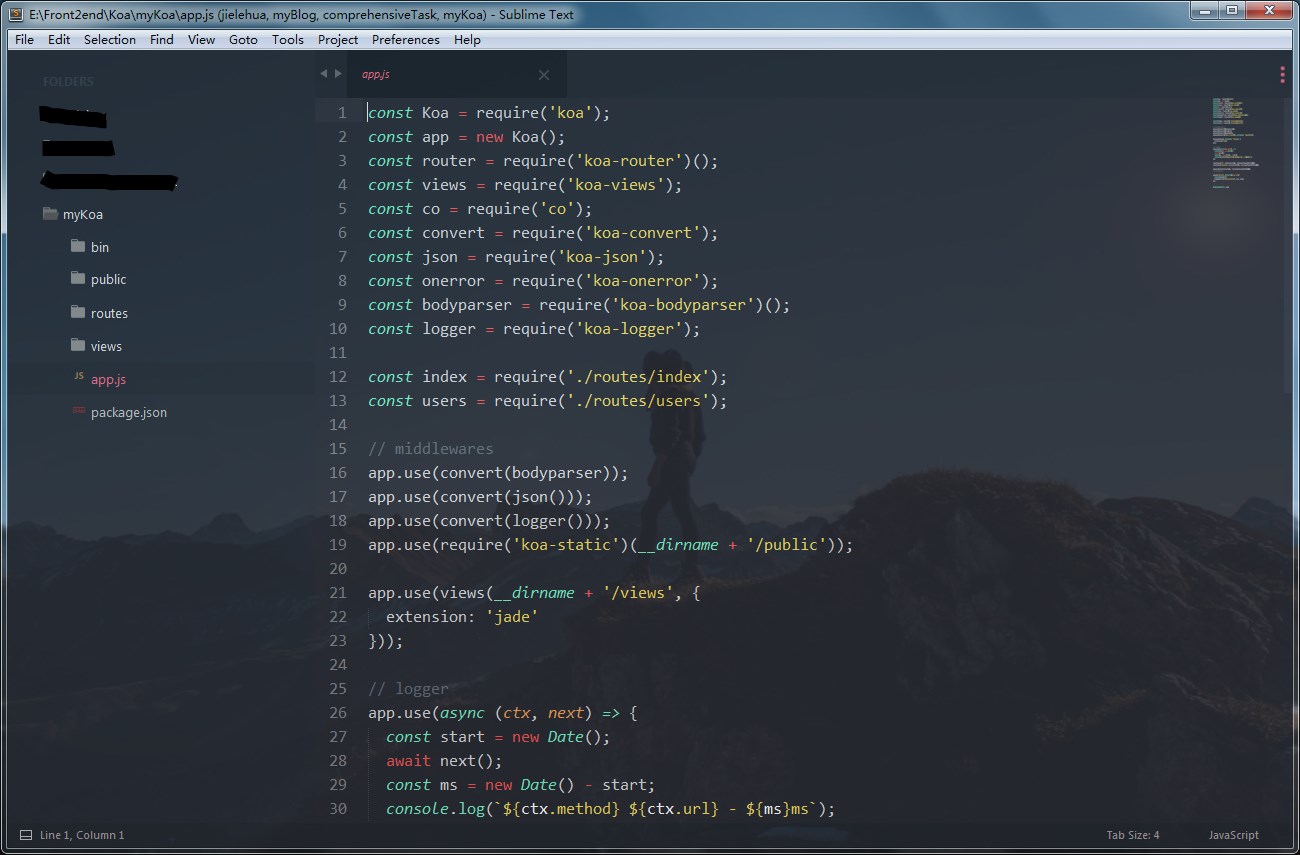 E:\Front2end\Koa\myKoa\app.js (jielehua, myBlog, comprehensiveTask, myKoa) - Sublime Text
File Edit Selection Find View Goto Tools Project Preferences Help
FOLDERS
myKoa
bin
public
routes
views
JS app.js
package.json
app.js
1 const Koa = require('koa');
2 const app = new Koa();
3 const router = require('koa-router')();
4 const views = require('koa-views');
5 const co = require('co');
6 const convert = require('koa-convert');
7 const json = require('koa-json');
8 const onerror = require('koa-onerror');
9 const bodyparser = require('koa-bodyparser')();
10 const logger = require('koa-logger');
11
12 const index = require('./routes/index');
13 const users = require('./routes/users');
14
15 // middlewares
16 app.use(convert(bodyparser));
17 app.use(convert(json()));
18 app.use(convert(logger()));
19 app.use(require('koa-static')(__dirname + '/public'));
20
21 app.use(views(__dirname + '/views', {
22   extension: 'jade'
23 }));
24
25 // logger
26 app.use(async (ctx, next) => {
27   const start = new Date();
28   await next();
29   const ms = new Date() - start;
30   console.log(`${ctx.method} ${ctx.url} - ${ms}ms`);
Line 1, Column 1
Tab Size: 4
JavaScript